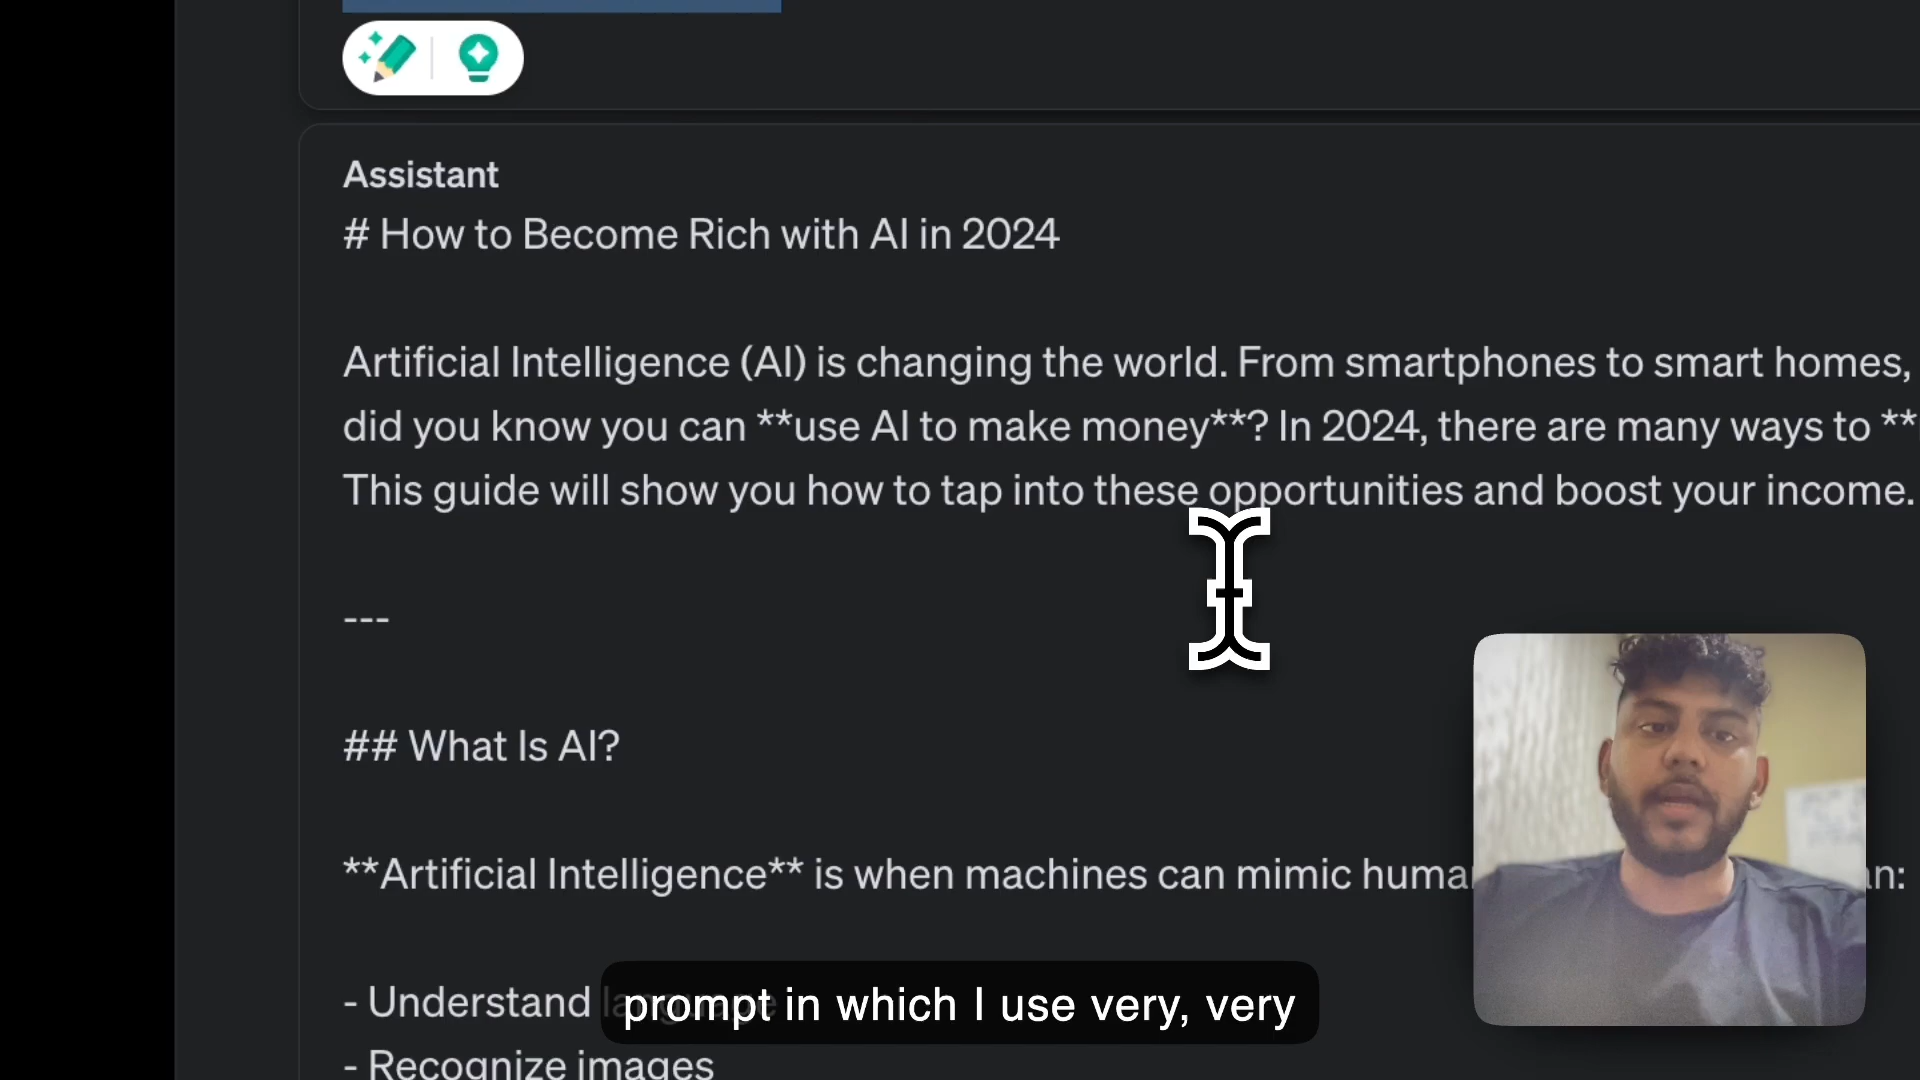 Assistant
# How to Become Rich with AI in 2024
Artificial Intelligence (AI) is changing the world. From smartphones to smart homes,
did you know you can **use AI to make money**? In 2024, there are many ways to **
This guide will show you how to tap into these opportunities and boost your income.
---
## What Is AI?
**Artificial Intelligence** is when machines can mimic human an:
- Understand language
- Recognize images
prompt in which I use very, very